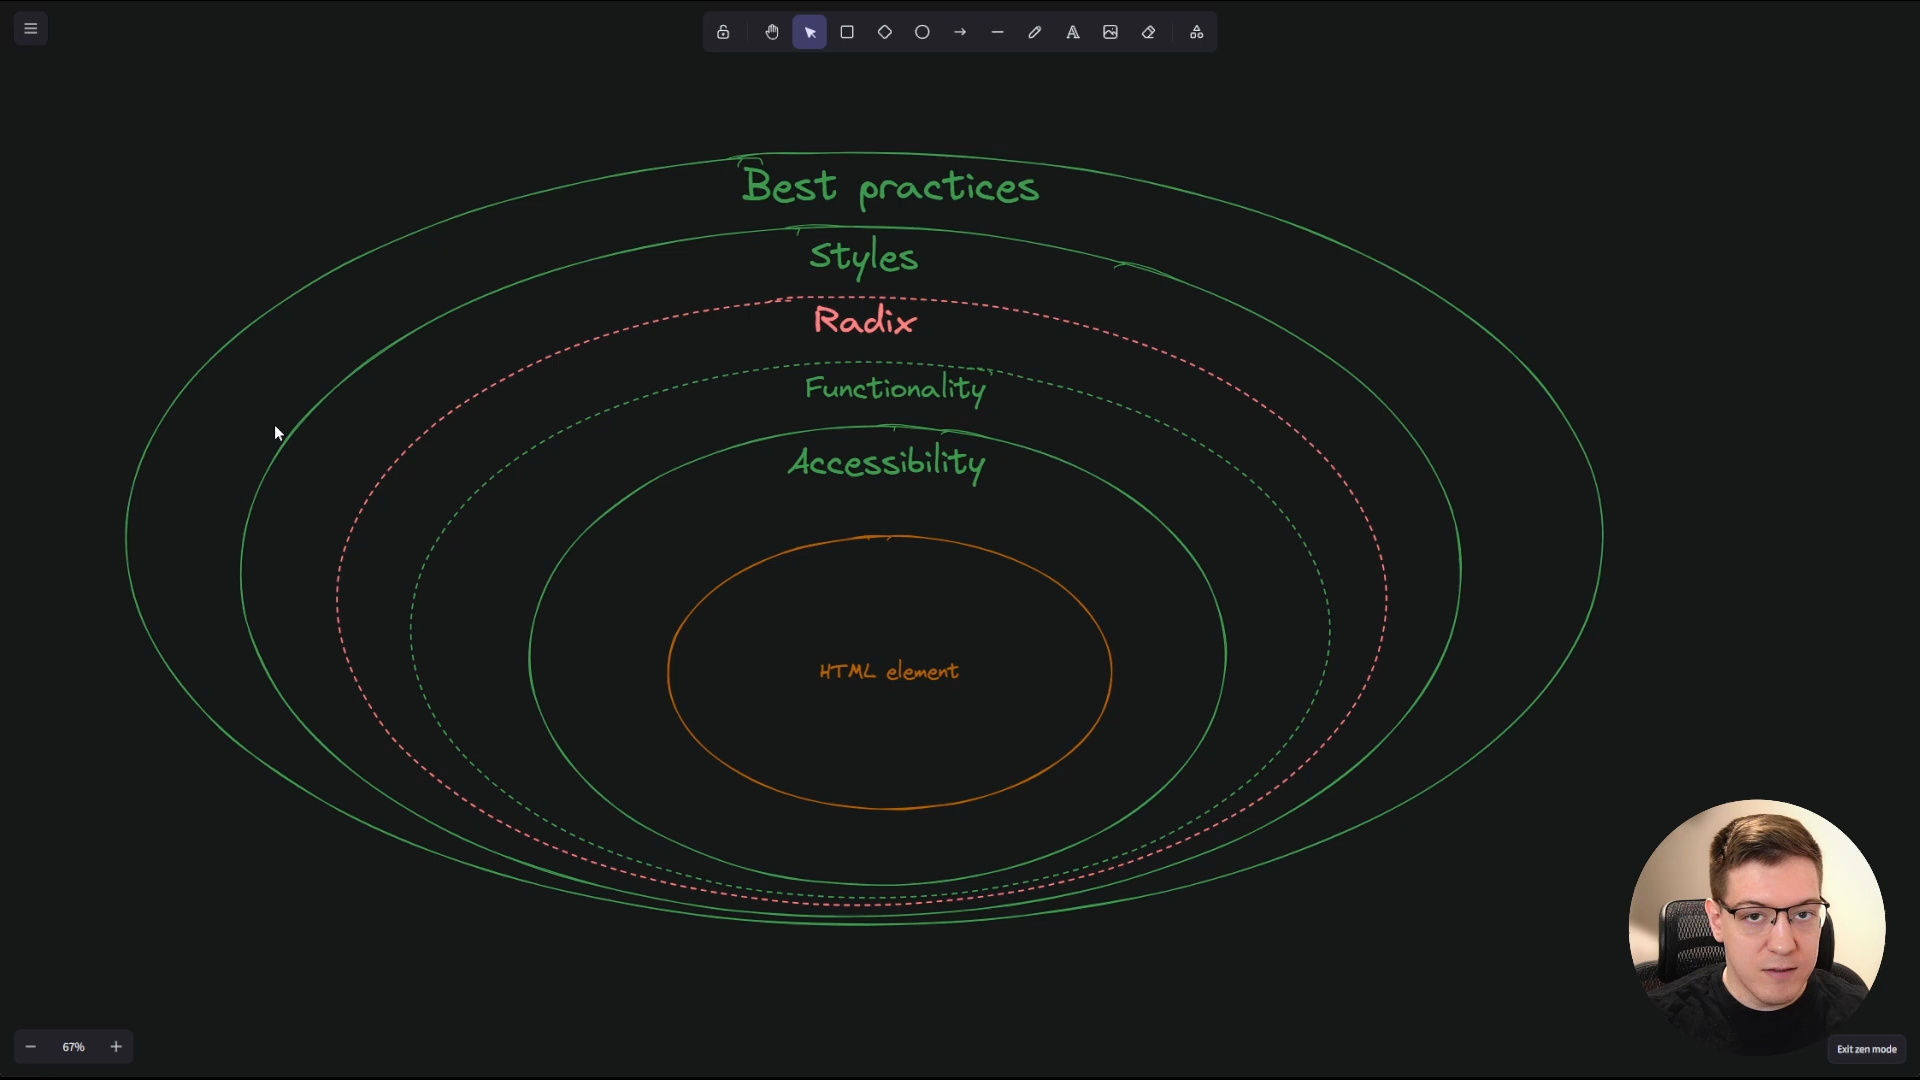 Best practices
Styles
Radix
Functionality
Accessibility
HTML element
67%
Exit zen mode